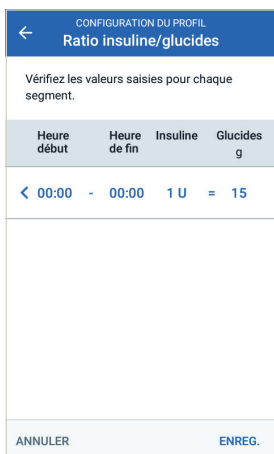 CONFIGURATION DU PROFIL
Ratio insuline/glucides
Vérifiez les valeurs saisies pour chaque
segment.
Heure Heure Insuline Glucides
début de fin g
00:00 - 00:00 1 U = 15
ANNULER ENREG.